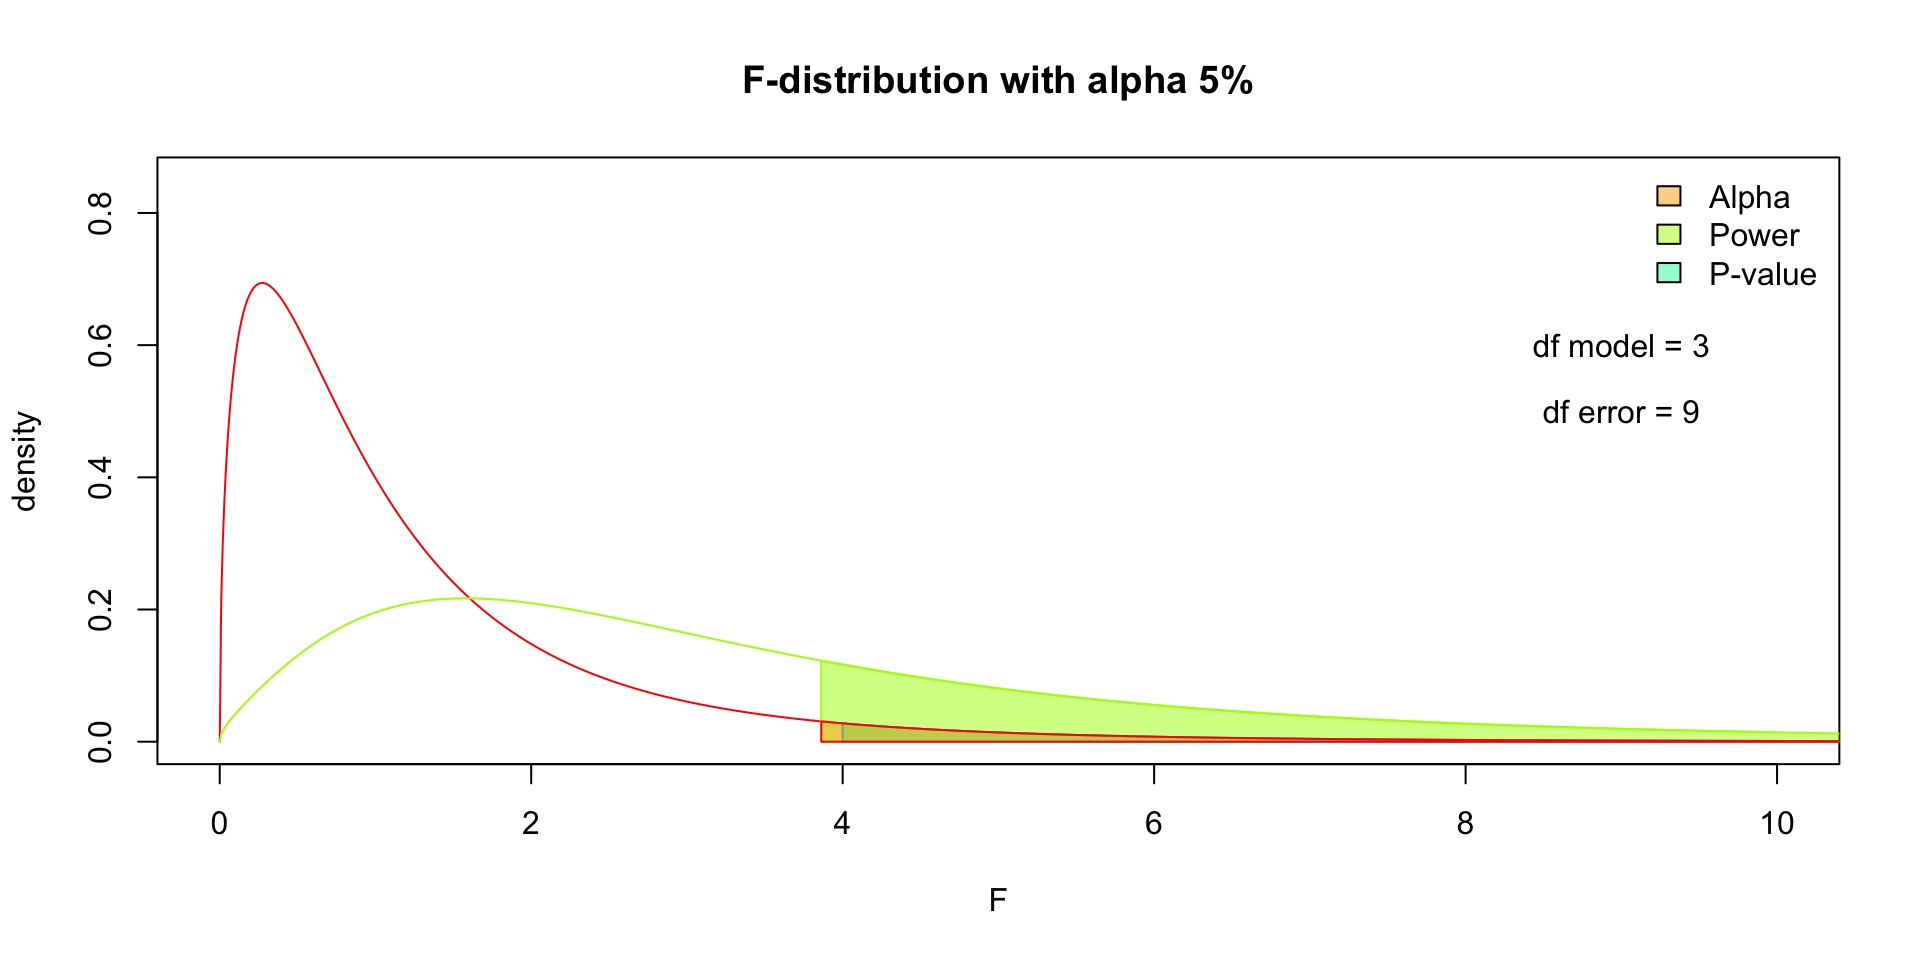 F-distribution with alpha 5%
Alpha
Power
P-value
df model = 3
df error = 9
density
0.8
0.6
0.4
0.2
0.0
0 2 4 6 8 10
F